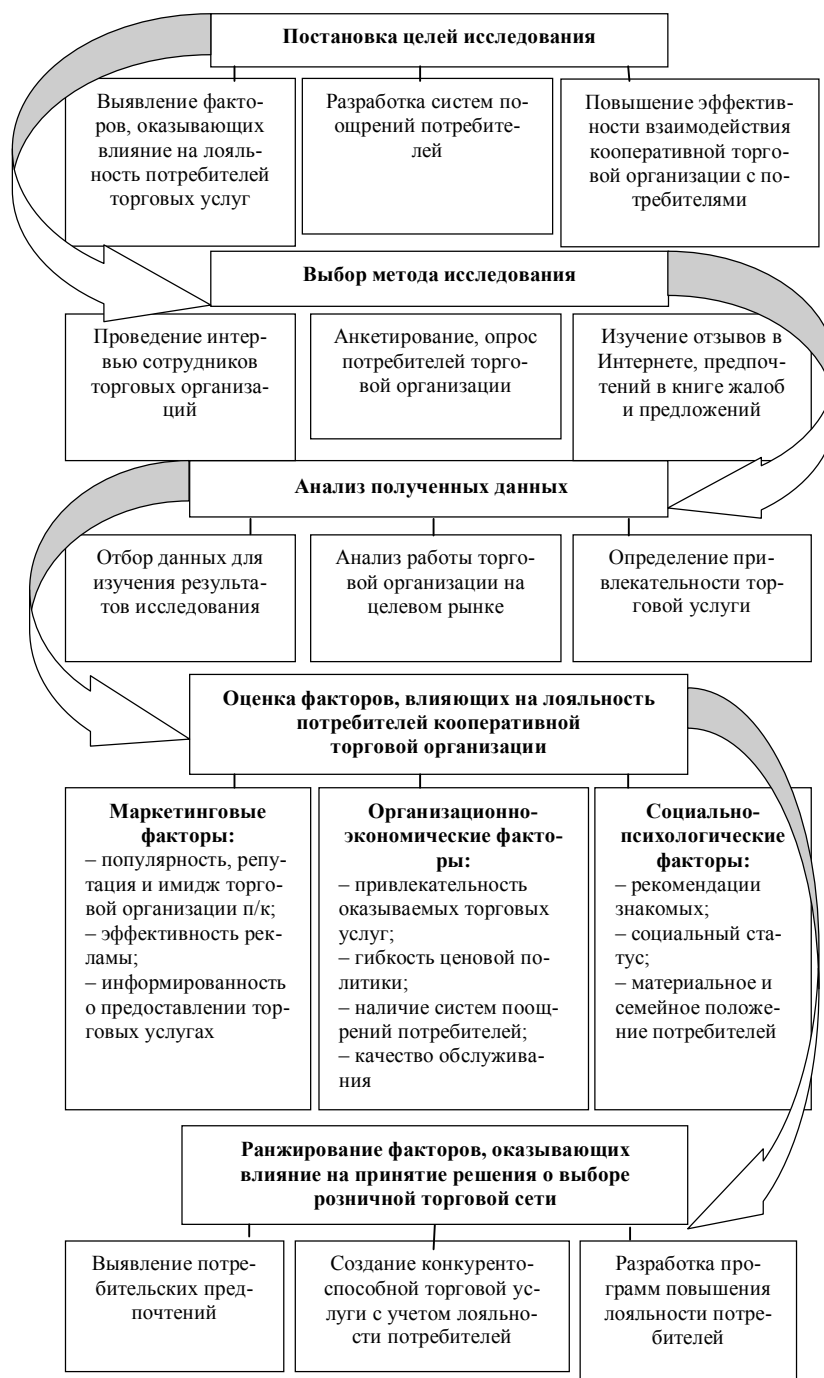 Постановка целей исследования
Выявление факто-
ров, оказывающих
влияние на лояль-
ность потребителей
торговых услуг
Разработка систем по-
ощрений потребите-
лей
Повышение эффектив-
ности взаимодействия
кооперативной торго-
вой организации с по-
требителями
Выбор метода исследования
Проведение интер-
вью сотрудников
торговых организа-
ций
Анкетирование, опрос
потребителей торго-
вой организации
Изучение отзывов в
Интернете, предпоч-
тений в книге жалоб
и предложений
Анализ полученных данных
Отбор данных для
изучения результа-
тов исследования
Анализ работы торго-
вой организации на
целевом рынке
Определение при-
влекательности тор-
говой услуги
Оценка факторов, влияющих на лояльность
потребителей кооперативной
торговой организации
Маркетинговые
факторы:
– популярность, репу-
тация и имидж торго-
вой организации п/к;
– эффективность рек-
ламы;
– информированность
о предоставлении тор-
говых услугах
Организационно-
экономические факто-
ры:
– привлекательность
оказываемых торговых
услуг;
– гибкость ценовой по-
литики;
– наличие систем поощ-
рений потребителей;
– качество обслужива-
ния
Социально-
психологические
факторы:
– рекомендации
знакомых;
– социальный ста-
тус;
– материальное и
семейное положе-
ние потребителей
Ранжирование факторов, оказывающих
влияние на принятие решения о выборе
розничной торговой сети
Выявление потре-
бительских пред-
почтений
Создание конкуренто-
способной торговой ус-
луги с учетом лояльно-
сти потребителей
Разработка про-
грамм повышения
лояльности потре-
бителей